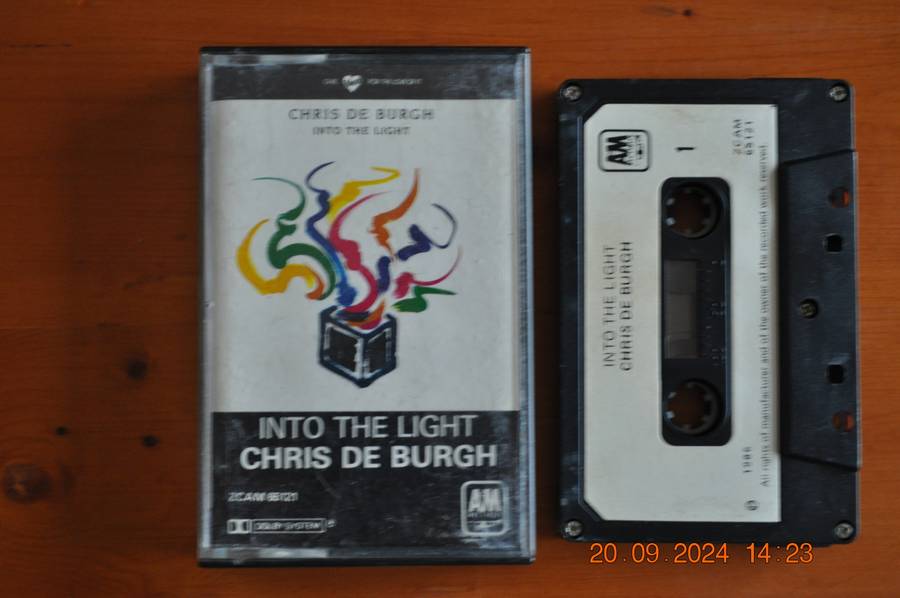 CHRIS DE BURGH
INTO THE LIGHT
INTO THE LIGHT
CHRIS DE BURGH
ZCAM 65121
DOLBY SYSTEM
AM
AM
1
ZCAM
65121
INTO THE LIGHT
CHRIS DE BURGH
1986
All rights of manufacturer and of the owner of the recorded work reserved
20.09.2024 14:23